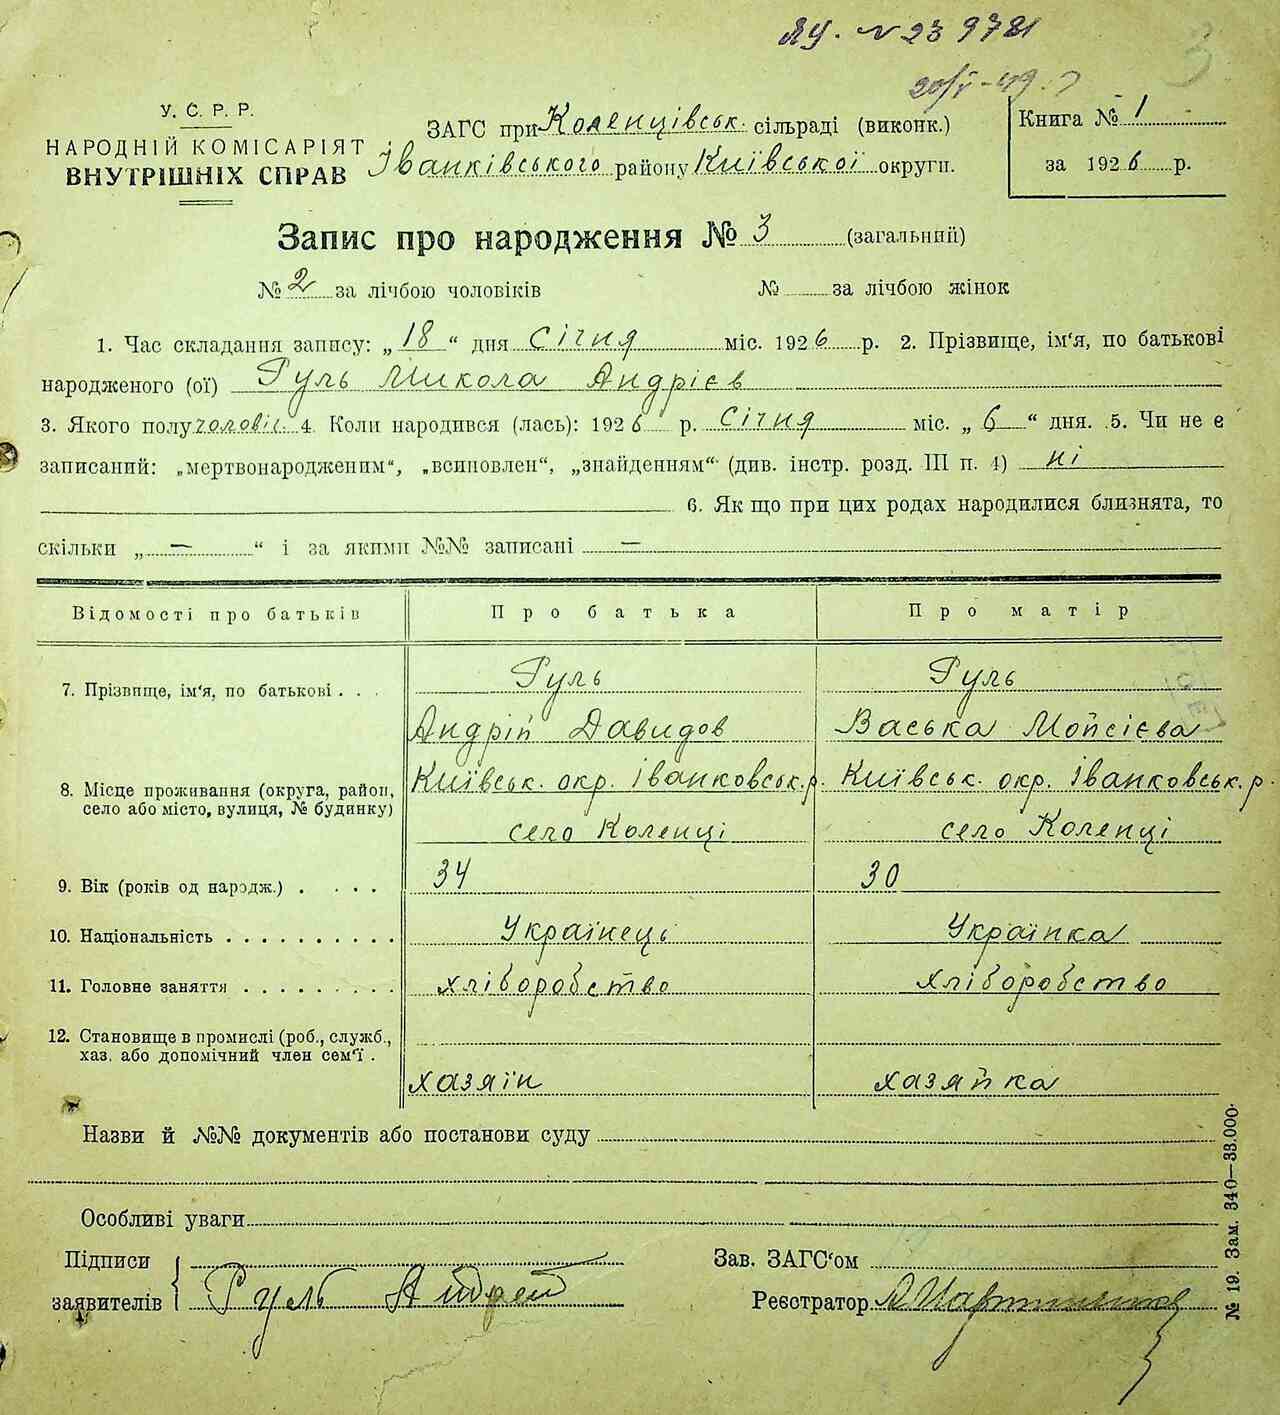 ЯУ. № 239781
20/V-49 р
3
У. С. Р. Р.
НАРОДНІЙ КОМІСАРІЯТ
ВНУТРІШНІХ СПРАВ
ЗАГС при Коленцівськ. сільраді (виконк.)
Іванківського району Київської округи.
Книга № 1
за 1926 р.
Запис про народження № 3 (загальний)
№ 2 за лічбою чоловіків № за лічбою жінок
1. Час складання запису: „18“ дня Січня міс. 1926 р. 2. Прізвище, ім‘я, по батькові
народженого (ої) Гуль Микола Андрієв
3. Якого полу чоловіч. 4. Коли народився (лась): 1926 р. Січня міс. „6“ дня. 5. Чи не є
записаний: „мертвонародженим“, „всиновлен“, „знайденням“ (див. інстр. розд. III п. 4) ні
6. Як що при цих родах народилися близнята, то
скільки „—“ і за якими №№ записані —
Відомості про батьків Про батька Про матір
7. Прізвище, ім‘я, по батькові . . . Гуль Гуль
Андрій Давидов Васька Мойсієва
8. Місце проживання (округа, район, село або місто, вулиця, № будинку) Київськ. окр. Іванковськ. р. Київськ. окр. Іванковськ. р.
село Коленці село Коленці
9. Вік (років од народж.) . . . . 34 30
10. Національність . . . . . . . . . . Українець Українка
11. Головне заняття . . . . . . . . . хліборобство хліборобство
12. Становище в промислі (роб., служб.,
хаз. або допомічний член сем‘ї . хазяїн хазяйка
Назви й №№ документів або постанови суду
Особливі уваги
Підписи
заявителів Гуль Андрей
Зав. ЗАГС‘ом
Реєстратор
№ 19. Зам. 340—33.000.